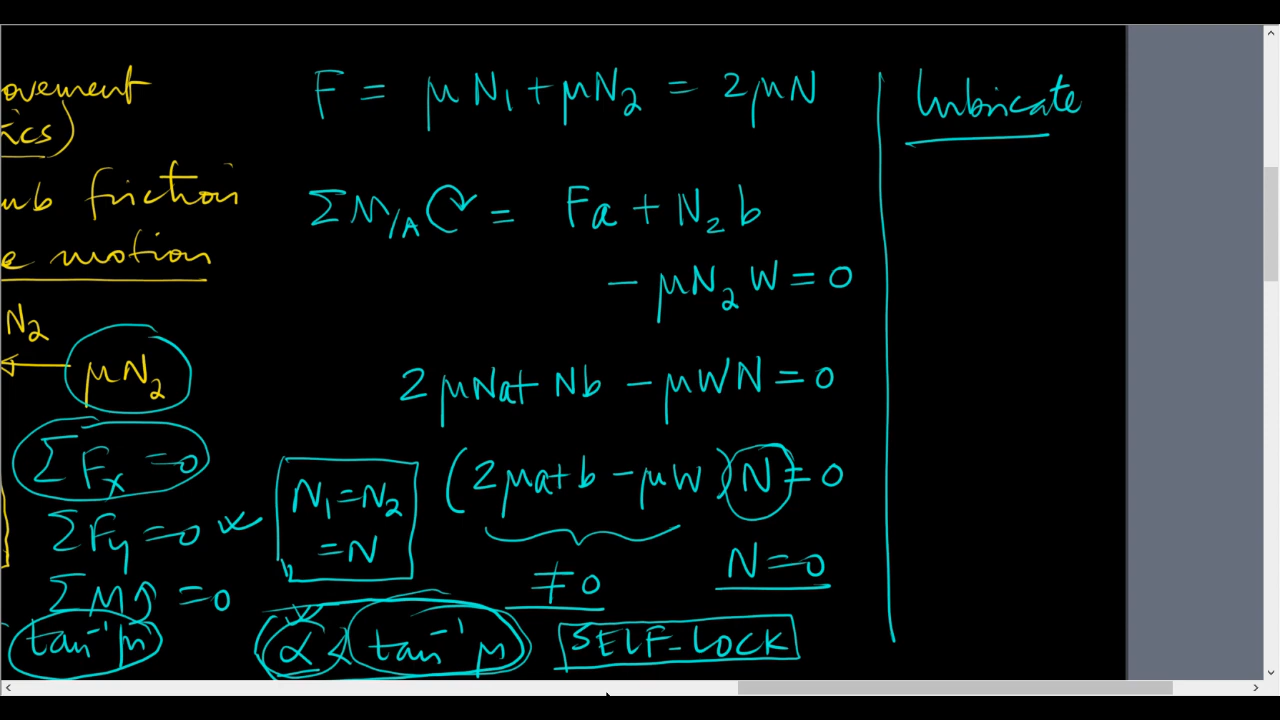 ovement
ics)
ub friction
e motion
N₂
μN₂
ΣFₓ =0
ΣFy =0
ΣM =0
tan⁻¹μ
F = μN₁ + μN₂ = 2μN
ΣM/A = Fa + N₂b
- μN₂W = 0
2μNa + Nb - μWN = 0
(2μa + b - μW) N = 0
N₁ = N₂
= N
≠ 0
N = 0
α < tan⁻¹μ
SELF-LOCK
lubricate